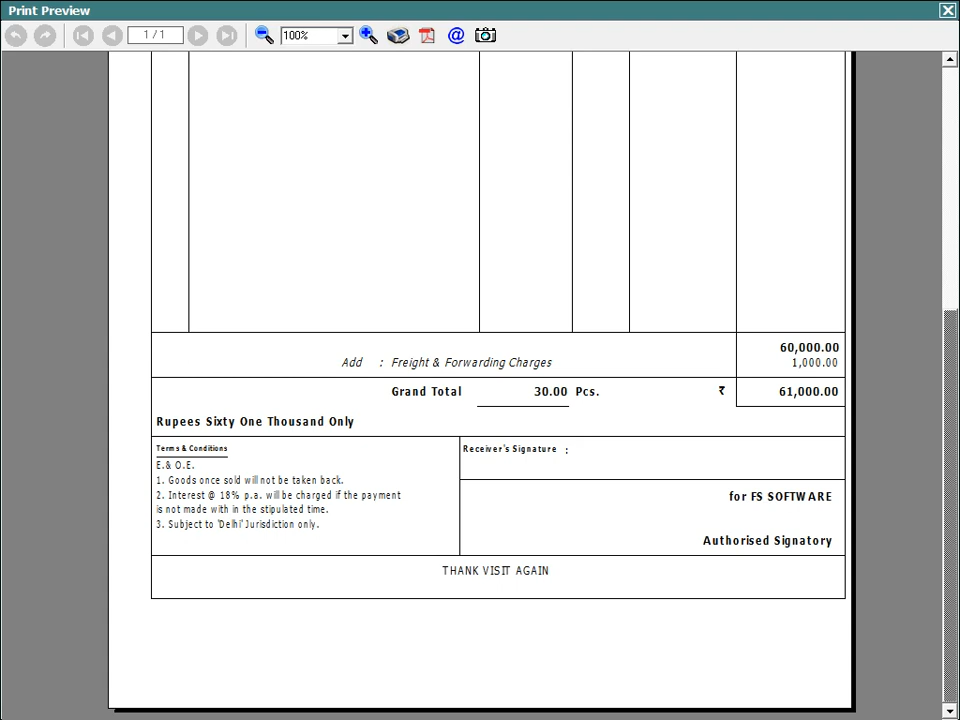 Print Preview
1 / 1
100%
60,000.00
Add : Freight & Forwarding Charges 1,000.00
Grand Total 30.00 Pcs. ₹ 61,000.00
Rupees Sixty One Thousand Only
Terms & Conditions
E.& O.E.
1. Goods once sold will not be taken back.
2. Interest @ 18% p.a. will be charged if the payment
is not made with in the stipulated time.
3. Subject to 'Delhi' Jurisdiction only.
Receiver's Signature :
for FS SOFTWARE
Authorised Signatory
THANK VISIT AGAIN